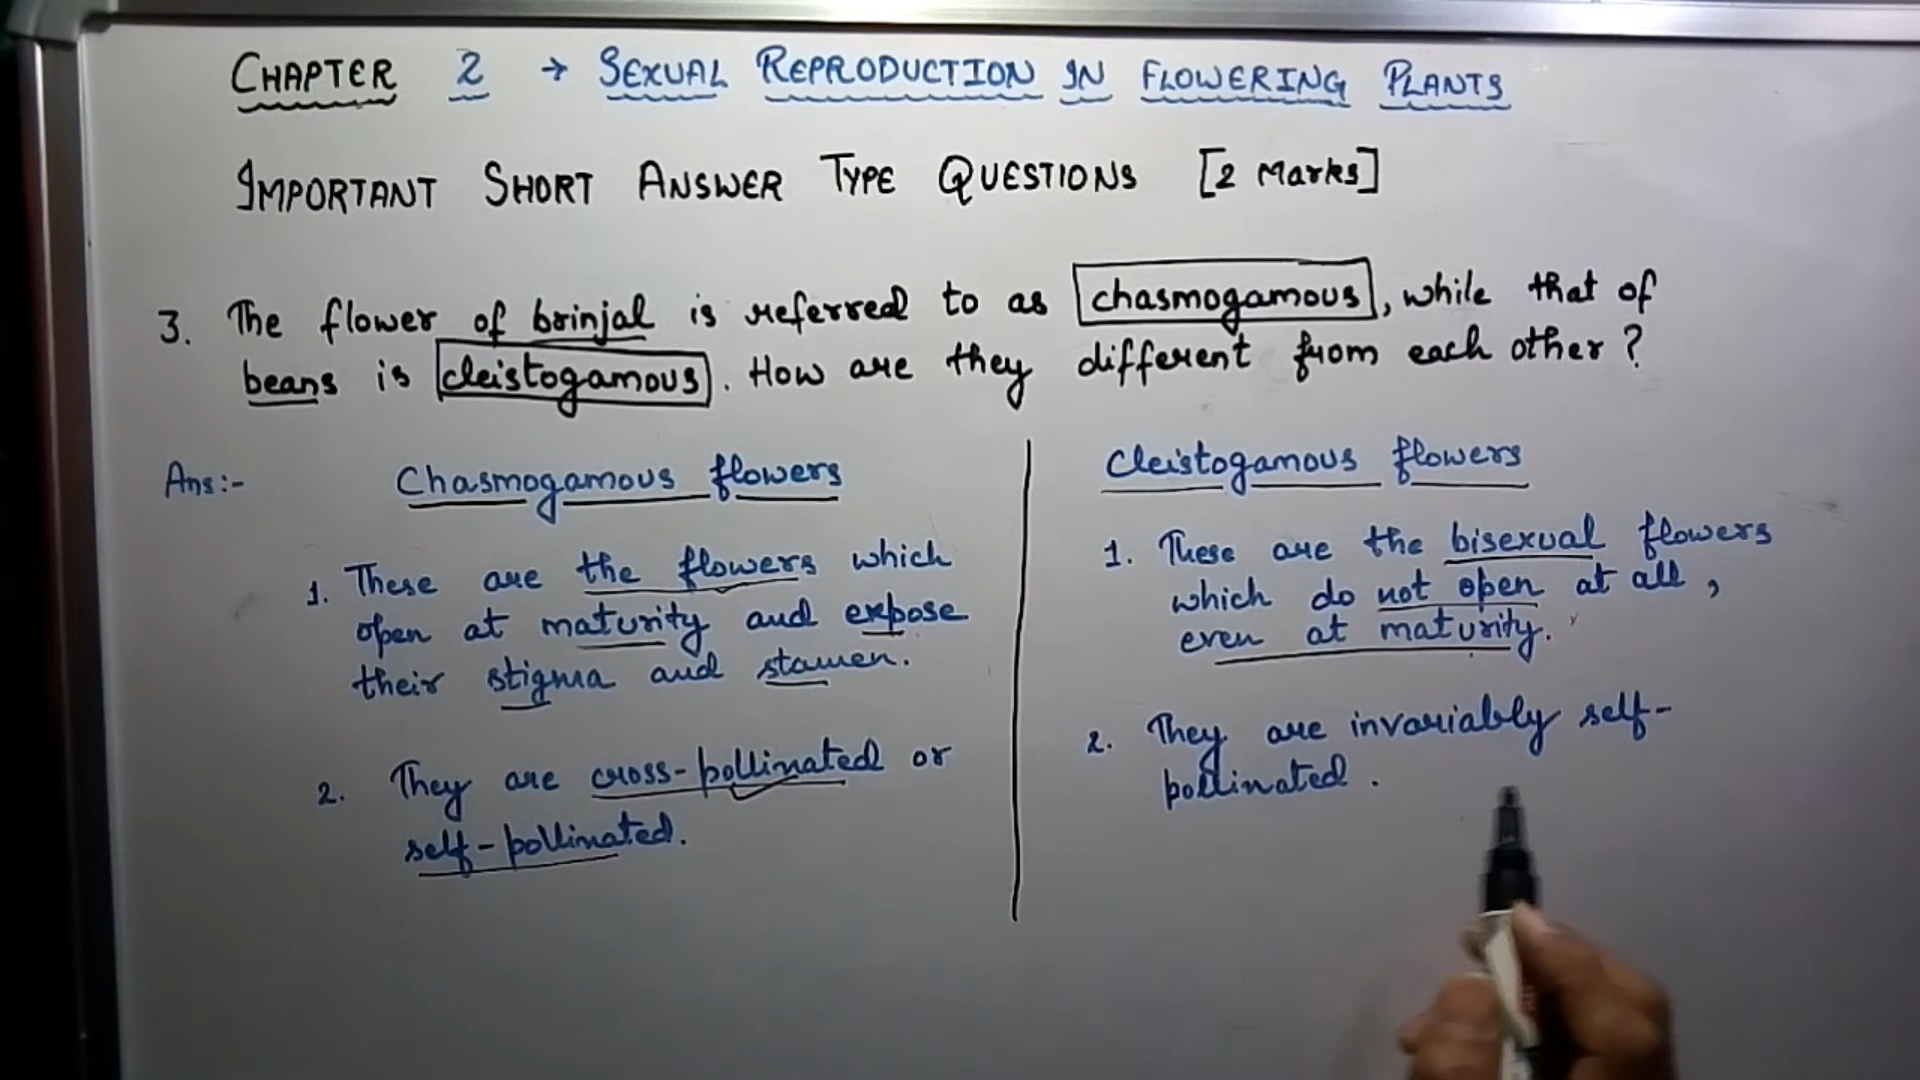 CHAPTER 2 → SEXUAL REPRODUCTION IN FLOWERING PLANTS
IMPORTANT SHORT ANSWER TYPE QUESTIONS [2 Marks]
3. The flower of brinjal is referred to as chasmogamous, while that of
beans is cleistogamous. How are they different from each other?
Ans:- Chasmogamous flowers
1. These are the flowers which
open at maturity and expose
their stigma and stamen.
2. They are cross-pollinated or
self-pollinated.
Cleistogamous flowers
1. These are the bisexual flowers
which do not open at all,
even at maturity.
2. They are invariably self-
pollinated.